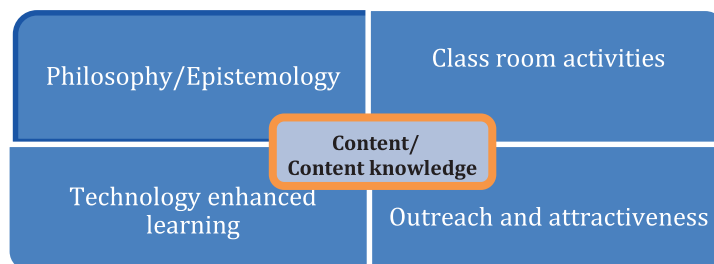 Philosophy/Epistemology
Class room activities
Content/
Content knowledge
Technology enhanced
learning
Outreach and attractiveness